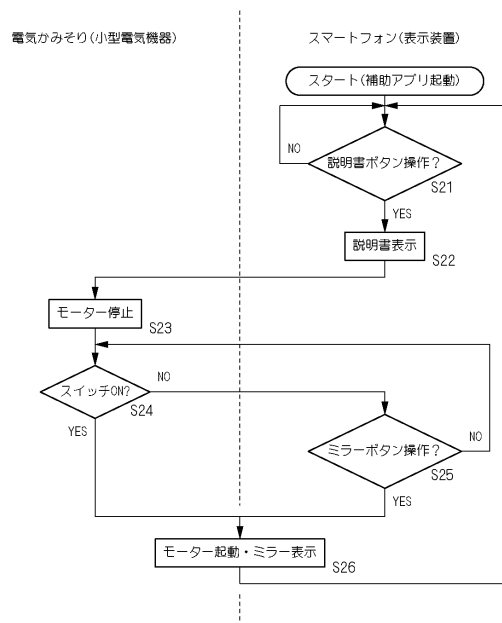 電気かみそり(小型電気機器)
スマートフォン(表示装置)
スタート(補助アプリ起動)
NO
説明書ボタン操作？
S21
YES
説明書表示
S22
モーター停止
S23
スイッチON?
NO
S24
YES
ミラーボタン操作？
NO
S25
YES
モーター起動・ミラー表示
S26